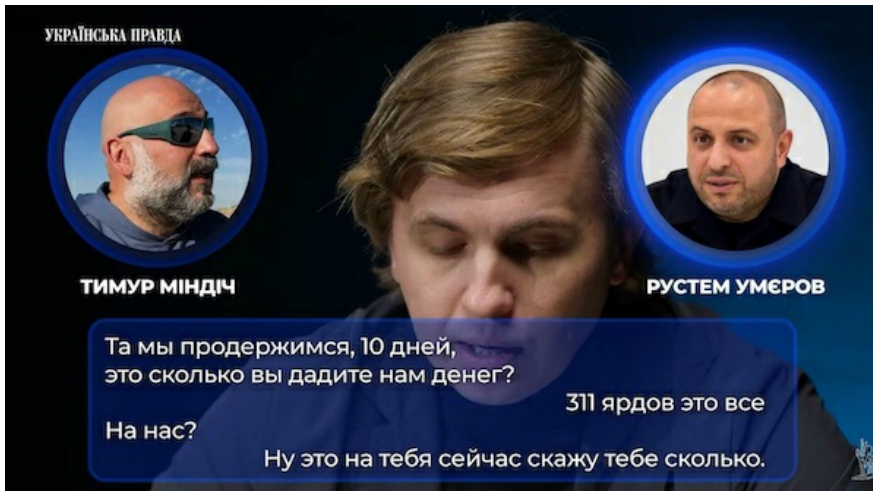 УКРАЇНСЬКА ПРАВДА
ТИМУР МІНДІЧ
РУСТЕМ УМЄРОВ
Та мы продержимся, 10 дней,
это сколько вы дадите нам денег?
311 ярдов это все
На нас?
Ну это на тебя сейчас скажу тебе сколько.